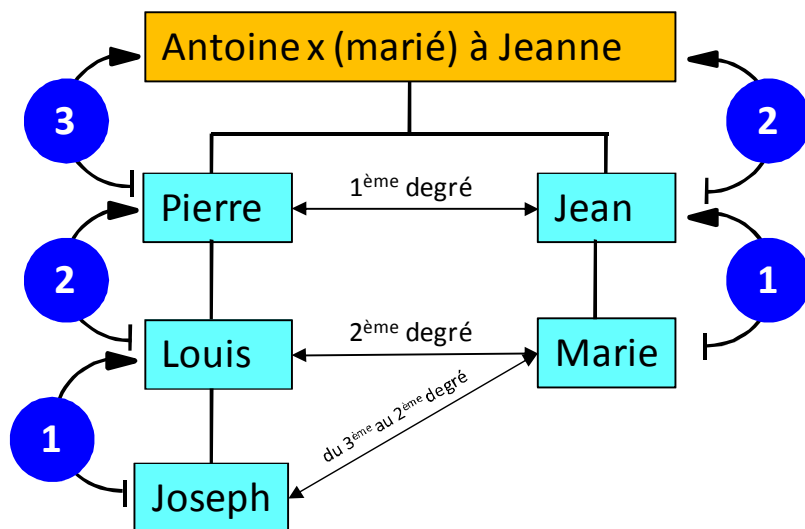 Antoine x (marié) à Jeanne
3
2
Pierre
1ème degré
Jean
2
1
Louis
2ème degré
Marie
1
du 3ème au 2ème degré
Joseph